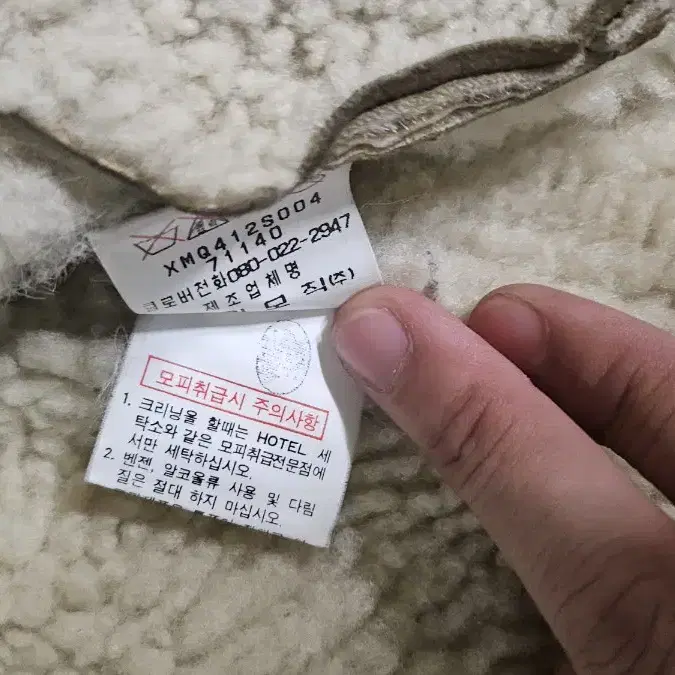 XMQ412S004
71140
클로버전화080-022-2947
제조업체명
모피취급시 주의사항
1. 크리닝을 할때는 HOTEL 세
탁소와 같은 모피취급전문점에
서만 세탁하십시오.
2. 벤젠, 알코올류 사용 및 다림
질은 절대 하지 마십시오.